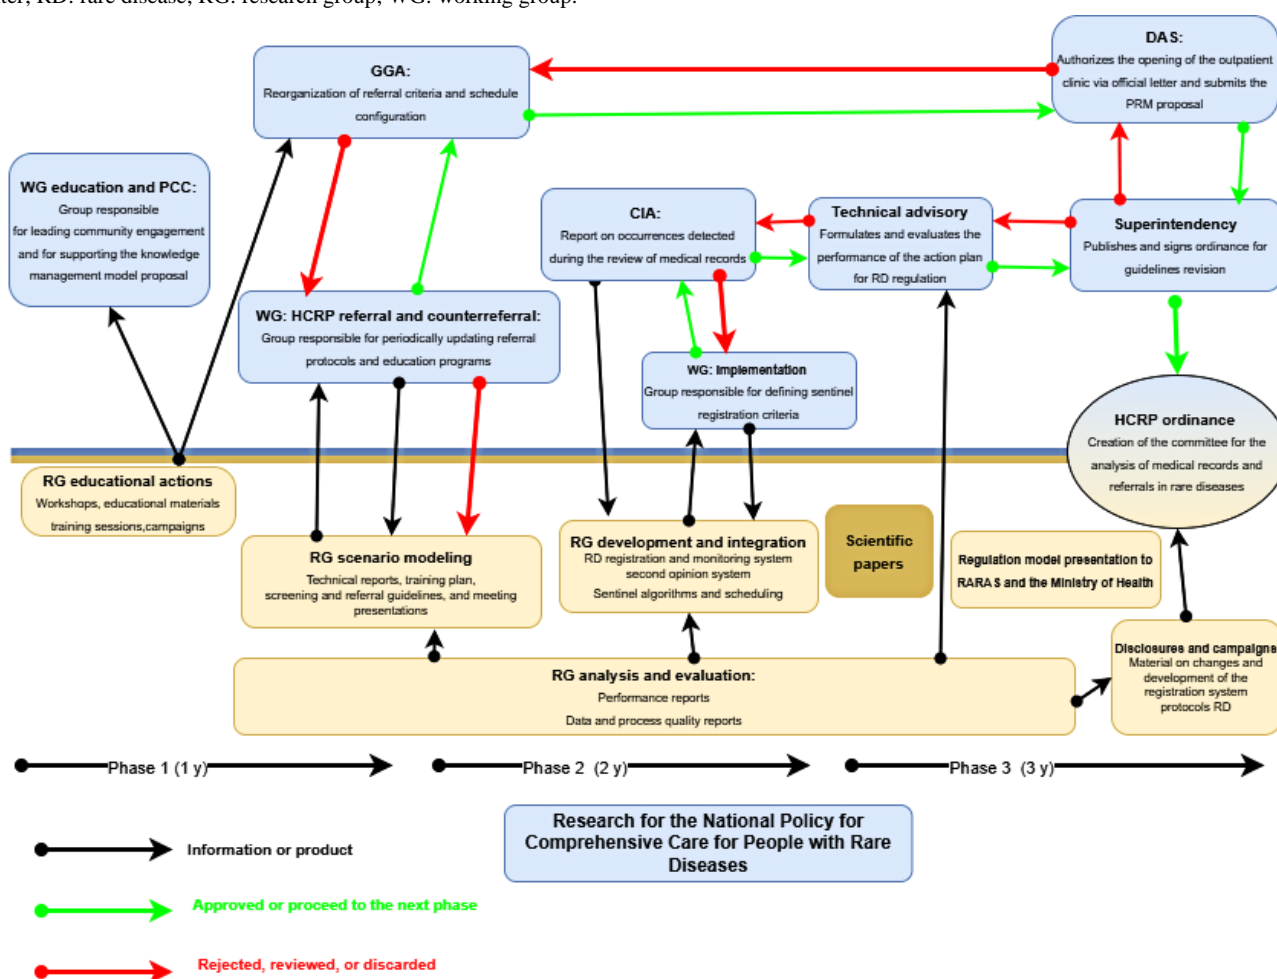 ter; RD: rare disease; RG: research group; WG: working group.
DAS:
Authorizes the opening of the outpatient
clinic via official letter and submits the
PRM proposal
GGA:
Reorganization of referral criteria and schedule
configuration
WG education and PCC:
Group responsible
for leading community engagement
and for supporting the knowledge
management model proposal
CIA:
Report on occurrences detected
during the review of medical records
Technical advisory
Formulates and evaluates the
performance of the action plan
for RD regulation
Superintendency
Publishes and signs ordinance for
guidelines revision
WG: HCRP referral and counterreferral:
Group responsible for periodically updating referral
protocols and education programs
WG: Implementation
Group responsible for defining sentinel
registration criteria
HCRP ordinance
Creation of the committee for the
analysis of medical records and
referrals in rare diseases
RG educational actions
Workshops, educational materials
training sessions,campaigns
RG scenario modeling
Technical reports, training plan,
screening and referral guidelines, and meeting
presentations
RG development and integration
RD registration and monitoring system
second opinion system
Sentinel algorithms and scheduling
Scientific
papers
Regulation model presentation to
RARAS and the Ministry of Health
RG analysis and evaluation:
Performance reports
Data and process quality reports
Disclosures and campaigns
Material on changes and
development of the
registration system
protocols RD
Phase 1 (1 y)
Phase 2 (2 y)
Phase 3 (3 y)
Research for the National Policy for
Comprehensive Care for People with Rare
Diseases
Information or product
Approved or proceed to the next phase
Rejected, reviewed, or discarded